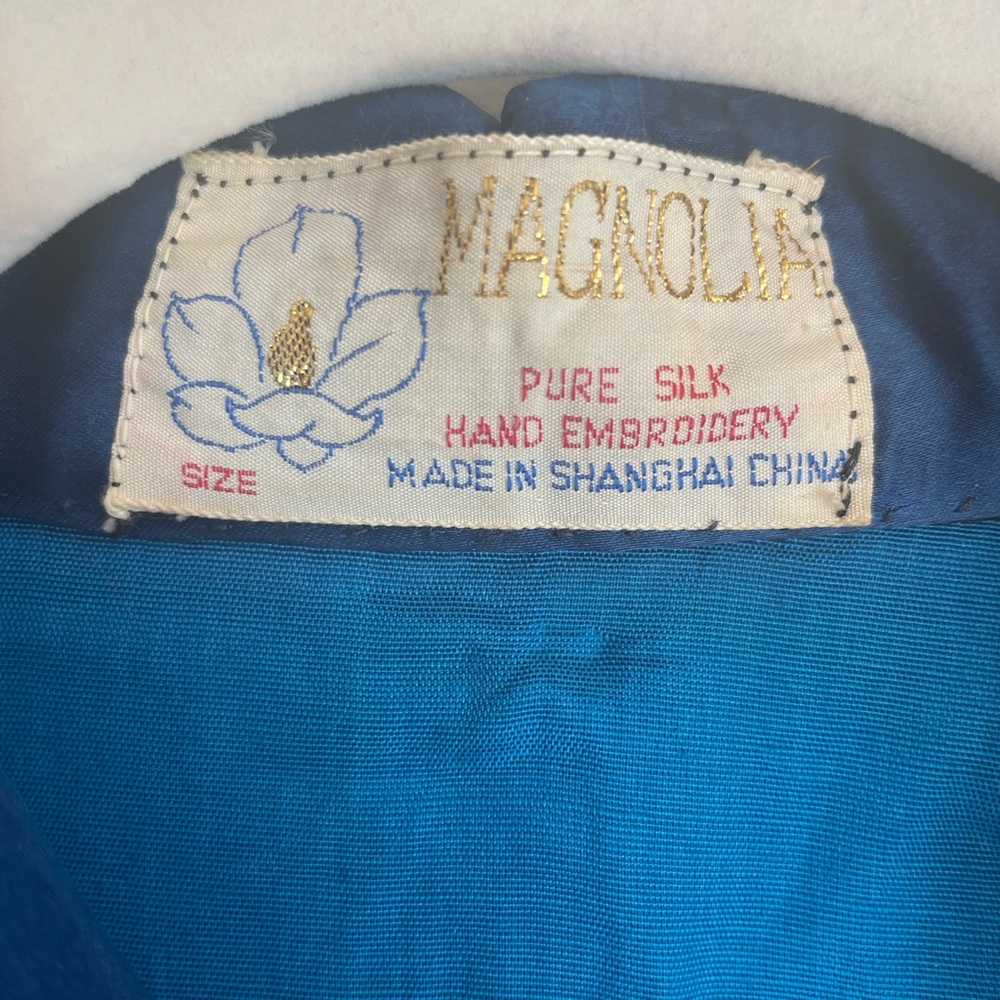 MAGNOLIA
PURE SILK
HAND EMBROIDERY
SIZE
MADE IN SHANGHAI CHINA